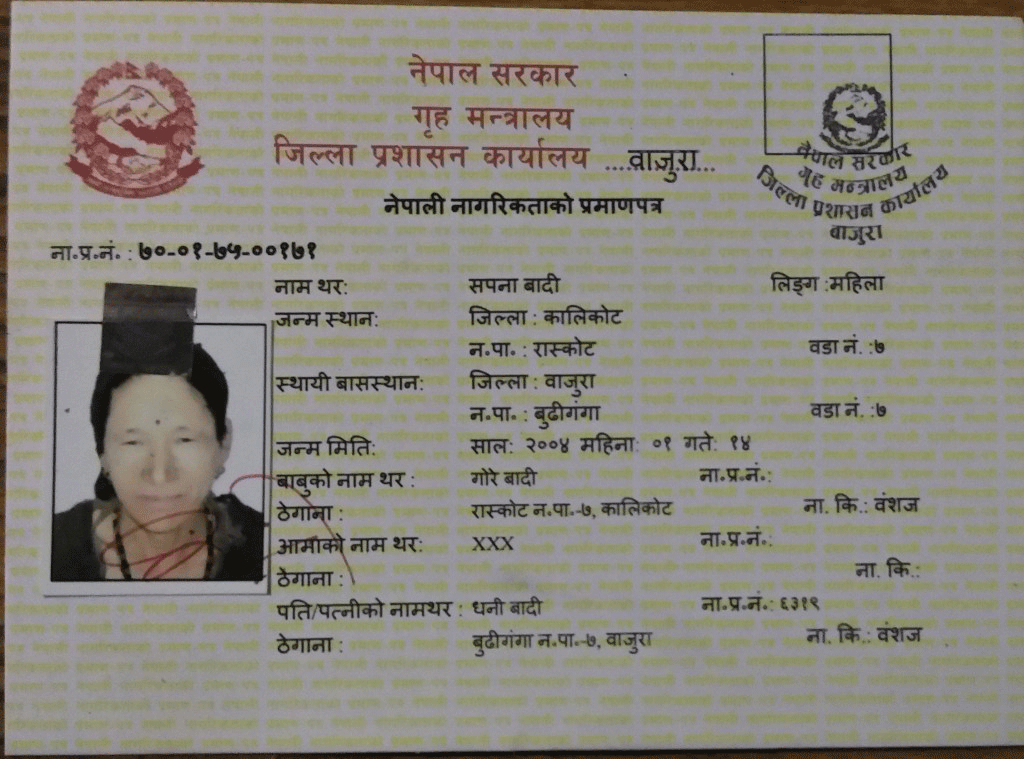 नेपाल सरकार
गृह मन्त्रालय
जिल्ला प्रशासन कार्यालय ....वाजुरा...
नेपाल सरकार
गृह मन्त्रालय
जिल्ला प्रशासन कार्यालय
वाजुरा
नेपाली नागरिकताको प्रमाणपत्र
ना.प्र.नं. : ७०-०१-७५-००१७१
नाम थर: सपना बादी लिङ्ग :महिला
जन्म स्थान: जिल्ला : कालिकोट
न.पा. : रास्कोट वडा नं. :७
स्थायी बासस्थान: जिल्ला : वाजुरा
न.पा. : बुढीगंगा वडा नं. :७
जन्म मिति: साल: २००४ महिना: ०१ गते: १४
बाबुको नाम थर : गोरे बादी ना.प्र.नं.:
ठेगाना : रास्कोट न.पा.-७, कालिकोट ना. कि.: वंशज
आमाको नाम थर: XXX ना.प्र.नं.:
ठेगाना : ना. कि.:
पति/पत्नीको नामथर : धनी बादी ना.प्र.नं.: ६३१९
ठेगाना : बुढीगंगा न.पा.-७, वाजुरा ना. कि.: वंशज